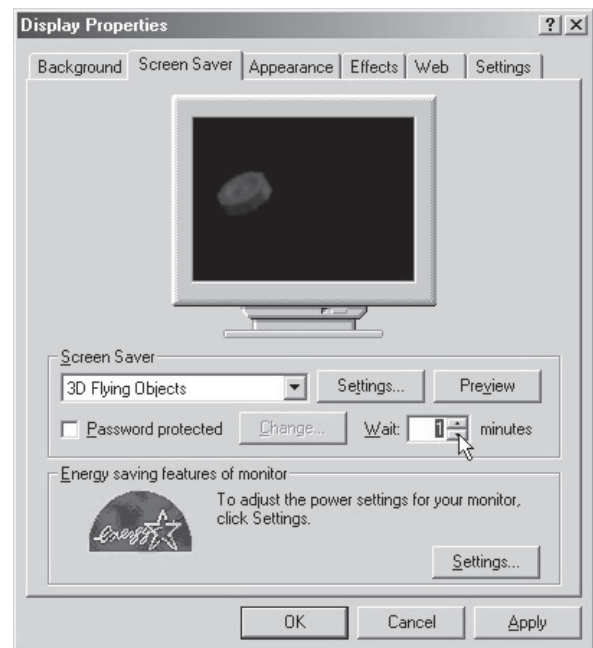 Display Properties ? ×
Background Screen Saver Appearance Effects Web Settings
Screen Saver
3D Flying Objects Settings... Preview
Password protected Change... Wait: 1 minutes
Energy saving features of monitor
To adjust the power settings for your monitor,
click Settings.
energy
Settings...
OK Cancel Apply